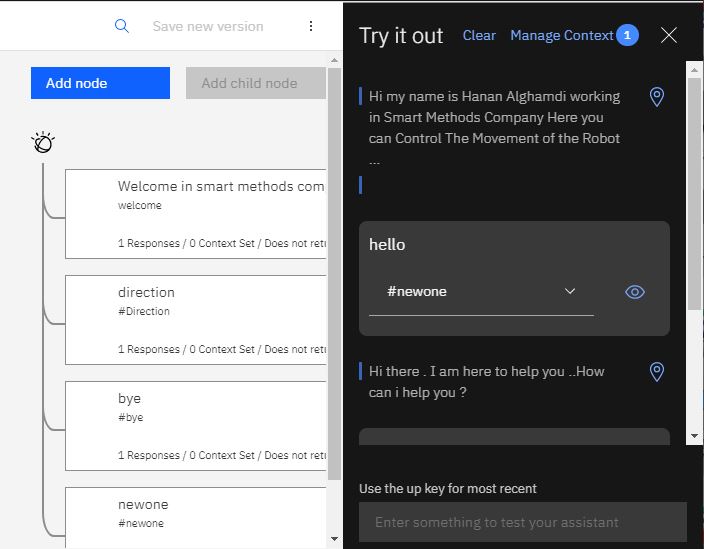 Save new version
Try it out
Clear
Manage Context
1
Add node
Add child node
Welcome in smart methods com
welcome
1 Responses / 0 Context Set / Does not retu
direction
#Direction
1 Responses / 0 Context Set / Does not retu
bye
#bye
1 Responses / 0 Context Set / Does not retu
newone
#newone
Hi my name is Hanan Alghamdi working
in Smart Methods Company Here you
can Control The Movement of the Robot
...
hello
#newone
Hi there . I am here to help you ..How
can i help you ?
Use the up key for most recent
Enter something to test your assistant